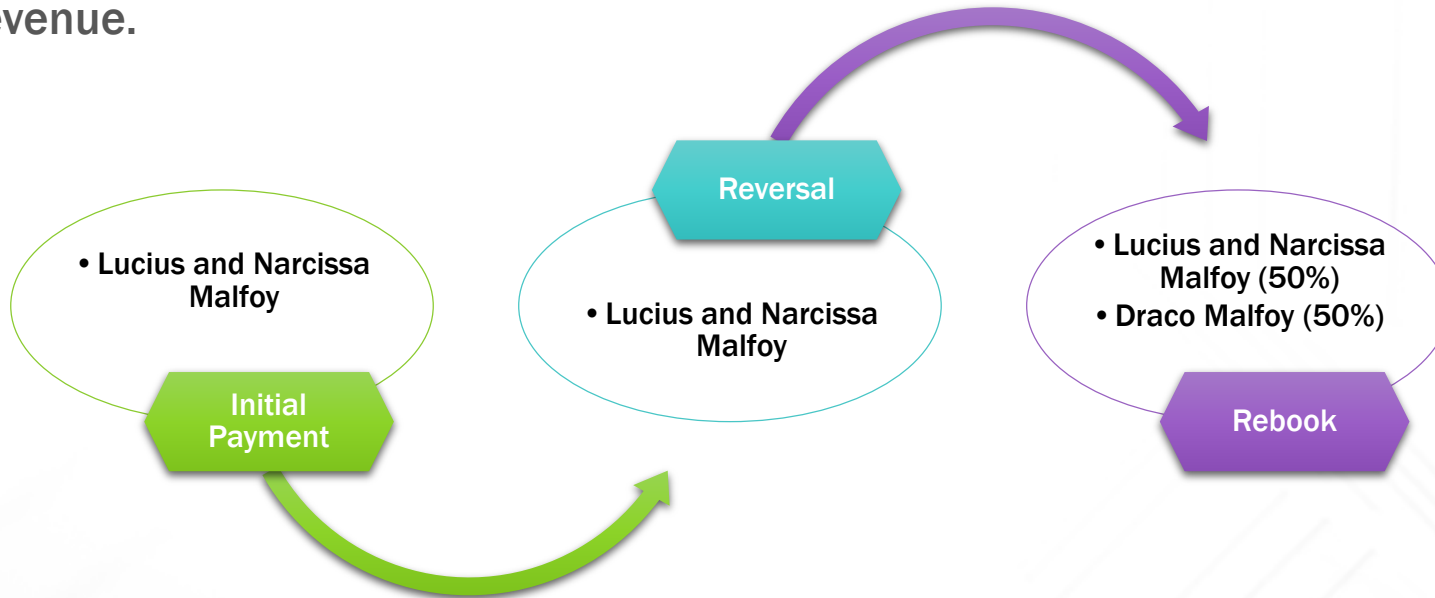 evenue.
• Lucius and Narcissa
Malfoy
Initial
Payment
Reversal
• Lucius and Narcissa
Malfoy
• Lucius and Narcissa
Malfoy (50%)
• Draco Malfoy (50%)
Rebook